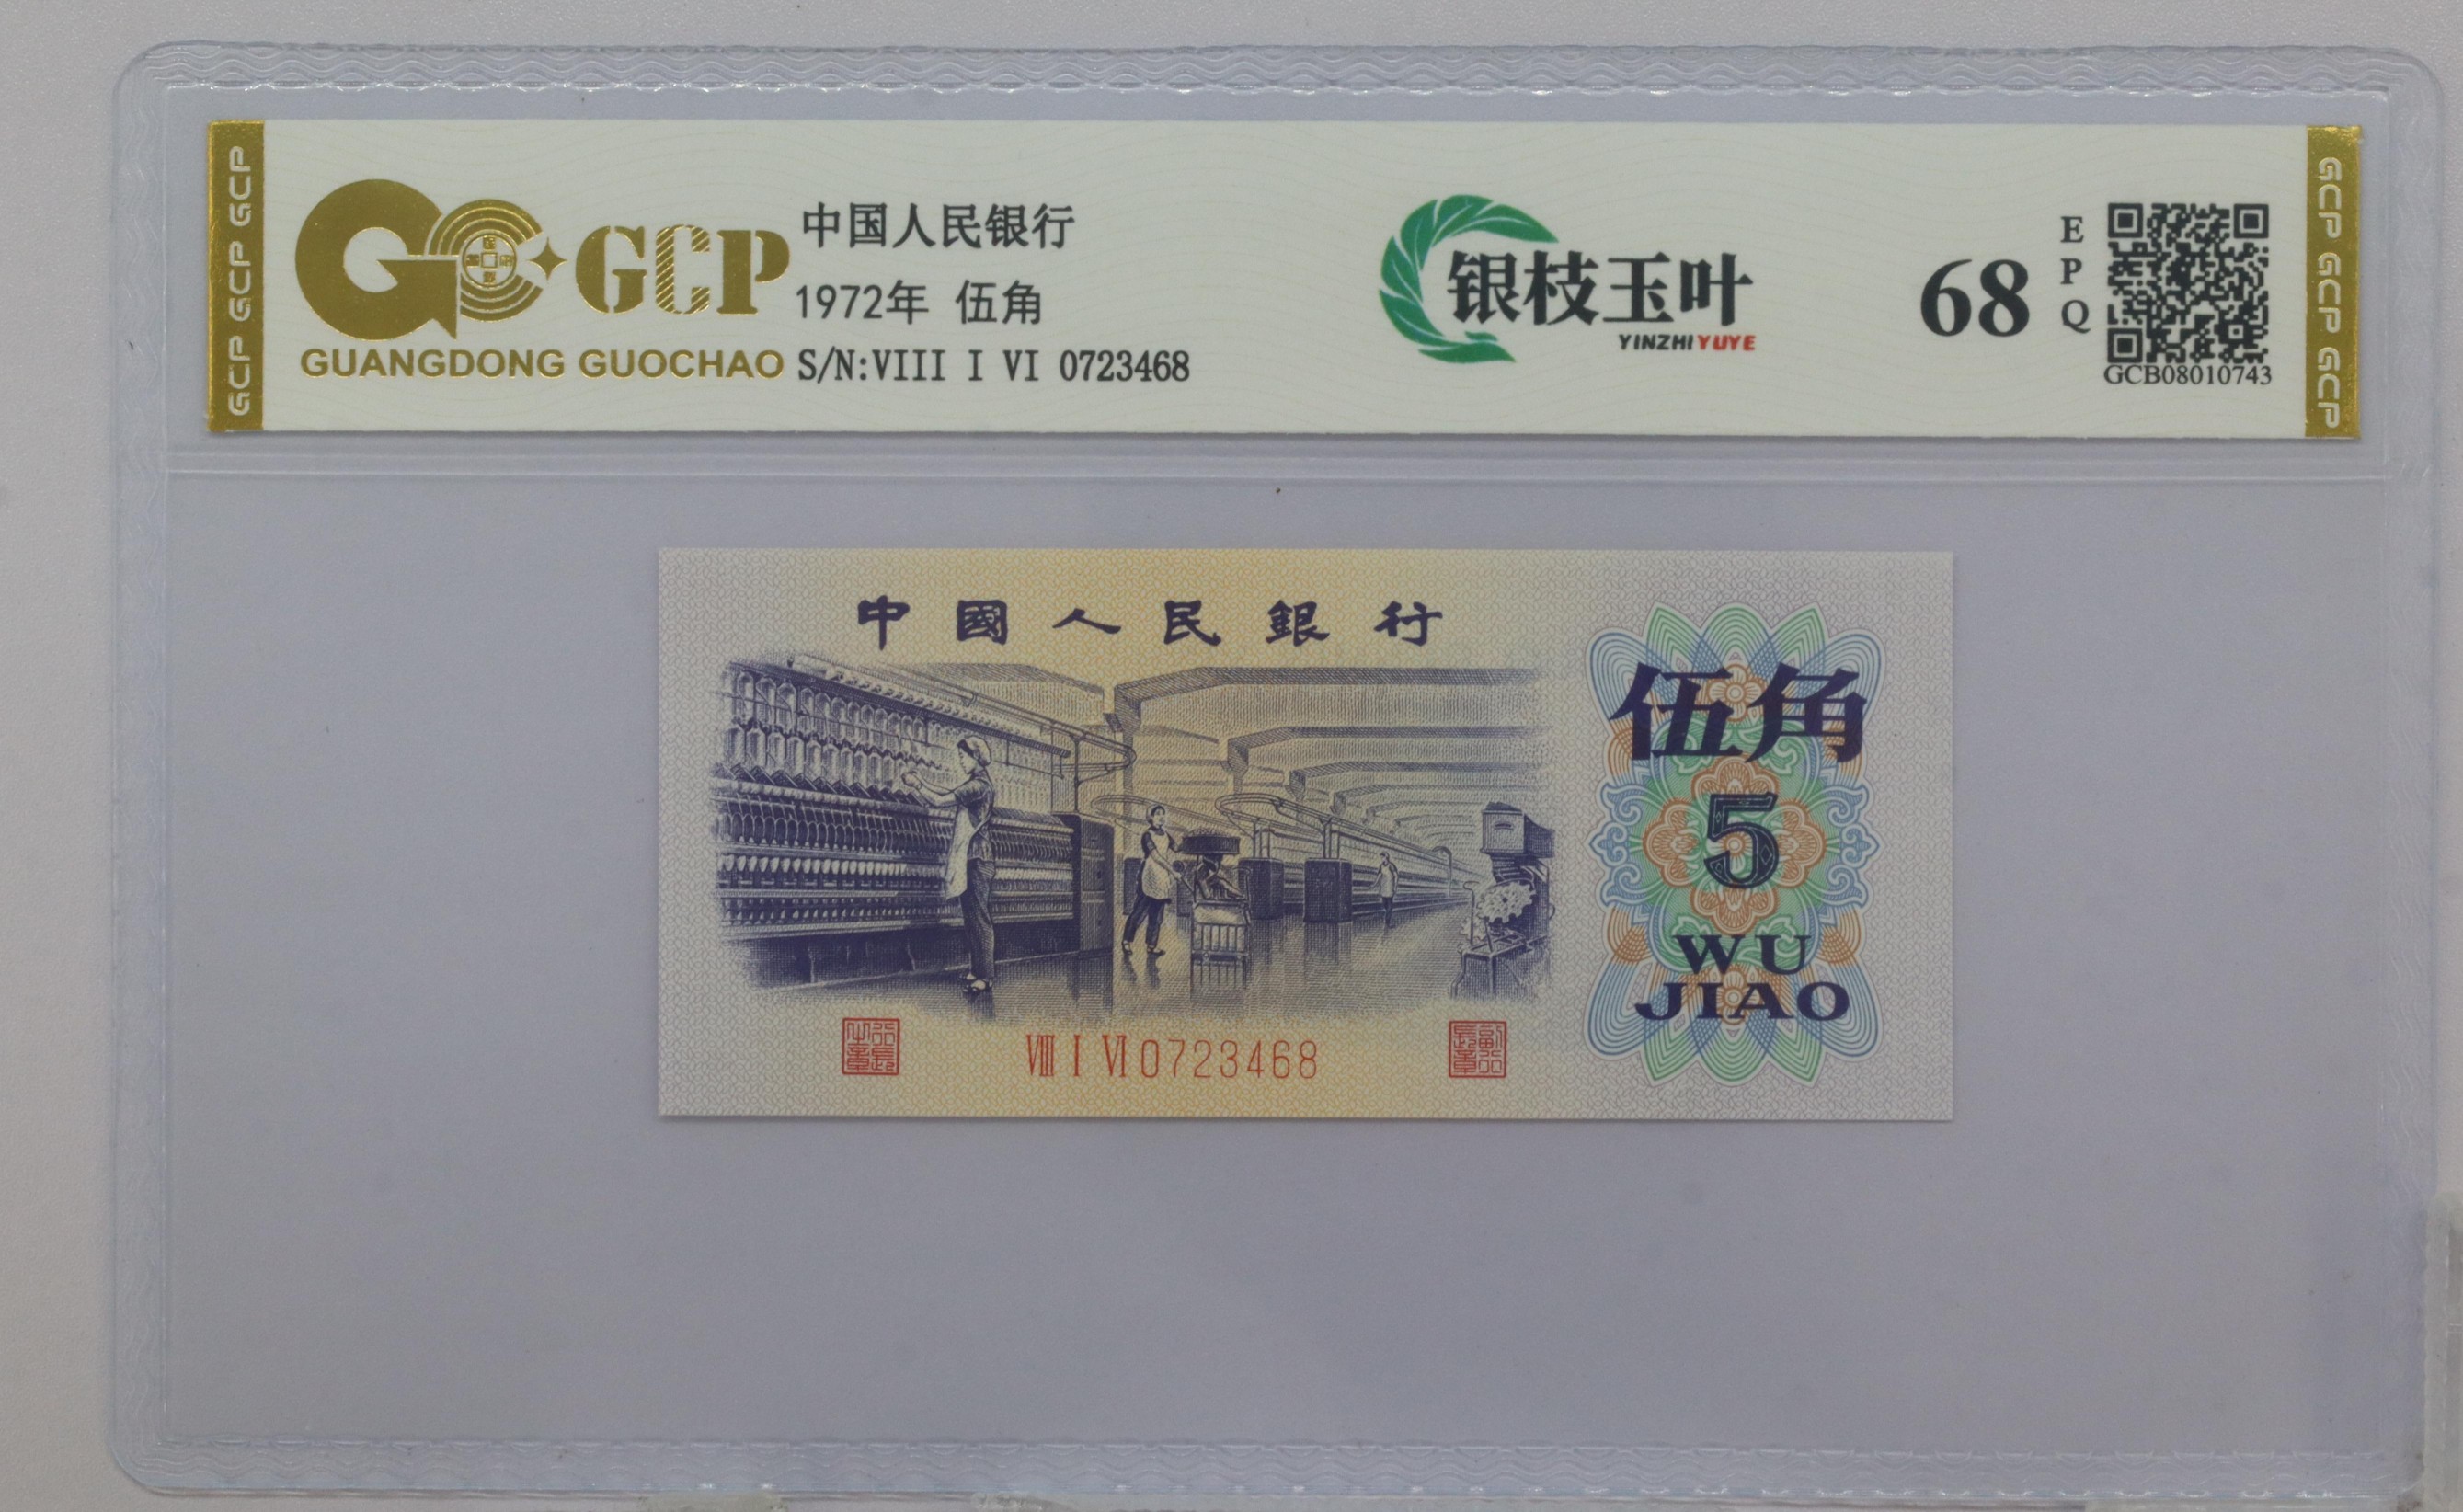 GCP GCP GCP
GCP
GUANGDONG GUOCHAO
中国人民银行
1972年 伍角
S/N:VIII I VI 0723468
银枝玉叶
YINZHIYUYE
68
EPQ
GCB08010743
GCP GCP GCP
中國人民銀行
伍角
5
WU
JIAO
VIII I VI 0723468